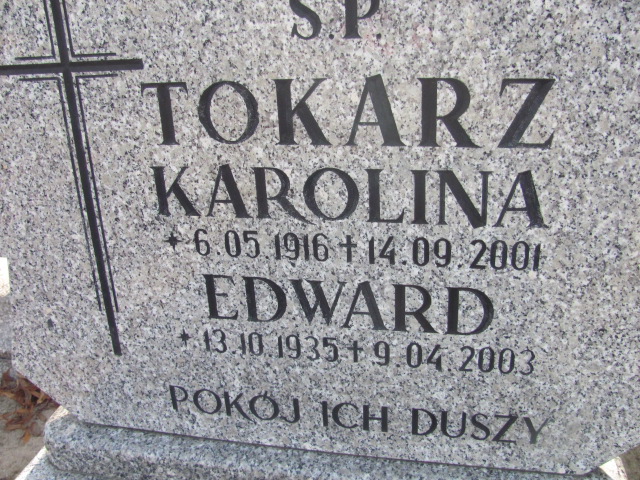 Ś.P
TOKARZ
KAROLINA
* 6.05.1916 † 14.09.2001
EDWARD
* 13.10.1935 † 9.04.2003
POKÓJ ICH DUSZY